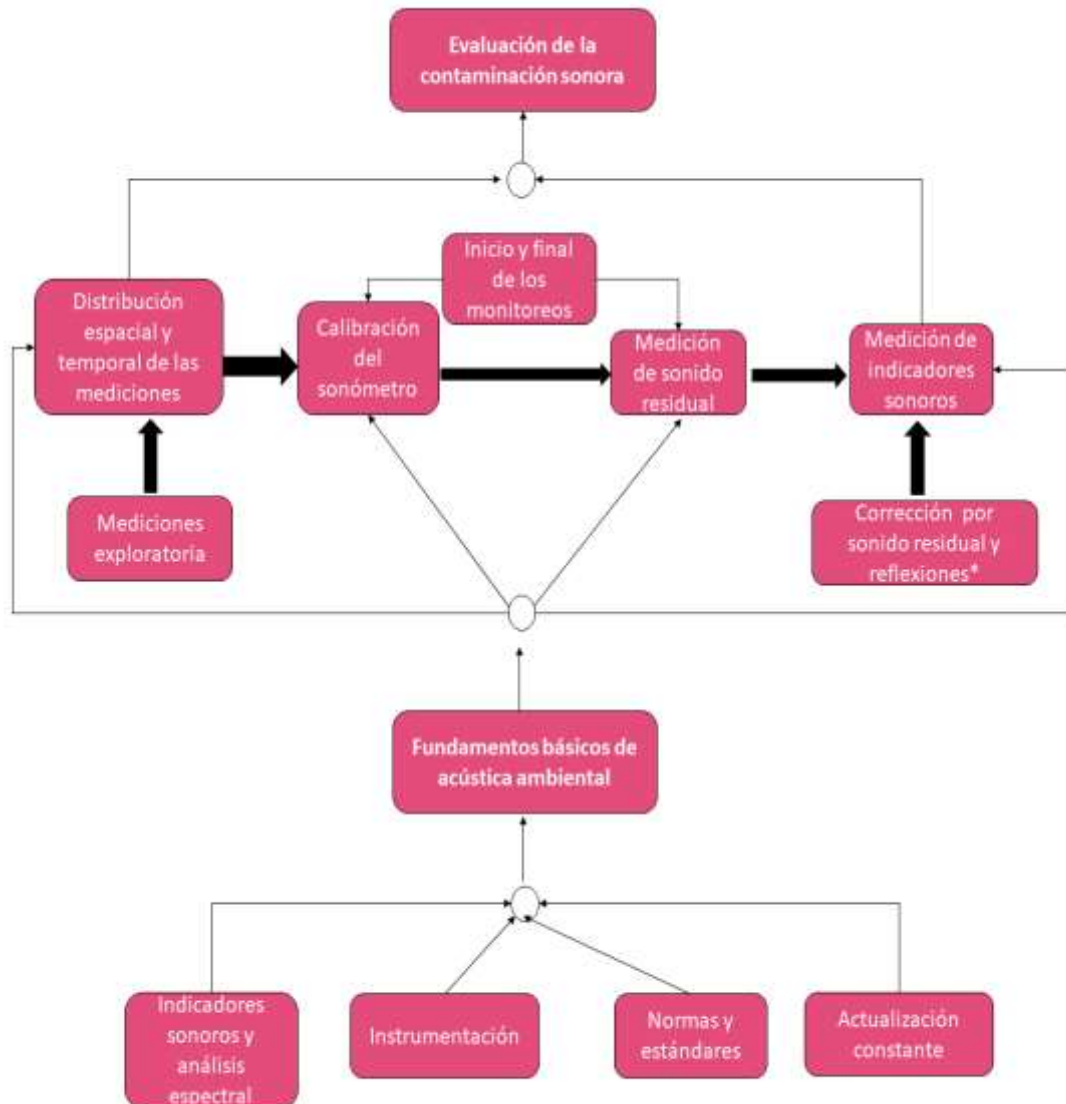 Evaluación de la
contaminación sonora
Inicio y final
de los
monitoreos
Distribución
espacial y
temporal de las
mediciones
Calibración
del
sonómetro
Medición
de sonido
residual
Medición de
indicadores
sonoros
Mediciones
exploratoria
Corrección por
sonido residual y
reflexiones*
Fundamentos básicos de
acústica ambiental
Indicadores
sonoros y
análisis
espectral
Instrumentación
Normas y
estándares
Actualización
constante